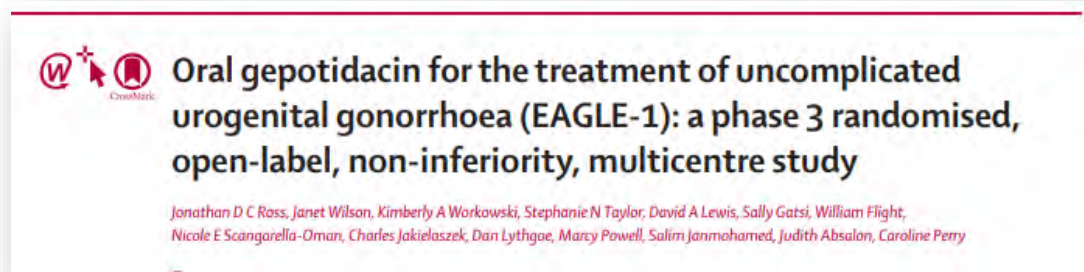 W
CrossMark
Oral gepotidacin for the treatment of uncomplicated
urogenital gonorrhoea (EAGLE-1): a phase 3 randomised,
open-label, non-inferiority, multicentre study
Jonathan D C Ross, Janet Wilson, Kimberly A Workowski, Stephanie N Taylor, David A Lewis, Sally Gatsi, William Flight,
Nicole E Scangarella-Oman, Charles Jakielaszek, Dan Lythgoe, Marcy Powell, Salim Janmohamed, Judith Absalon, Caroline Perry